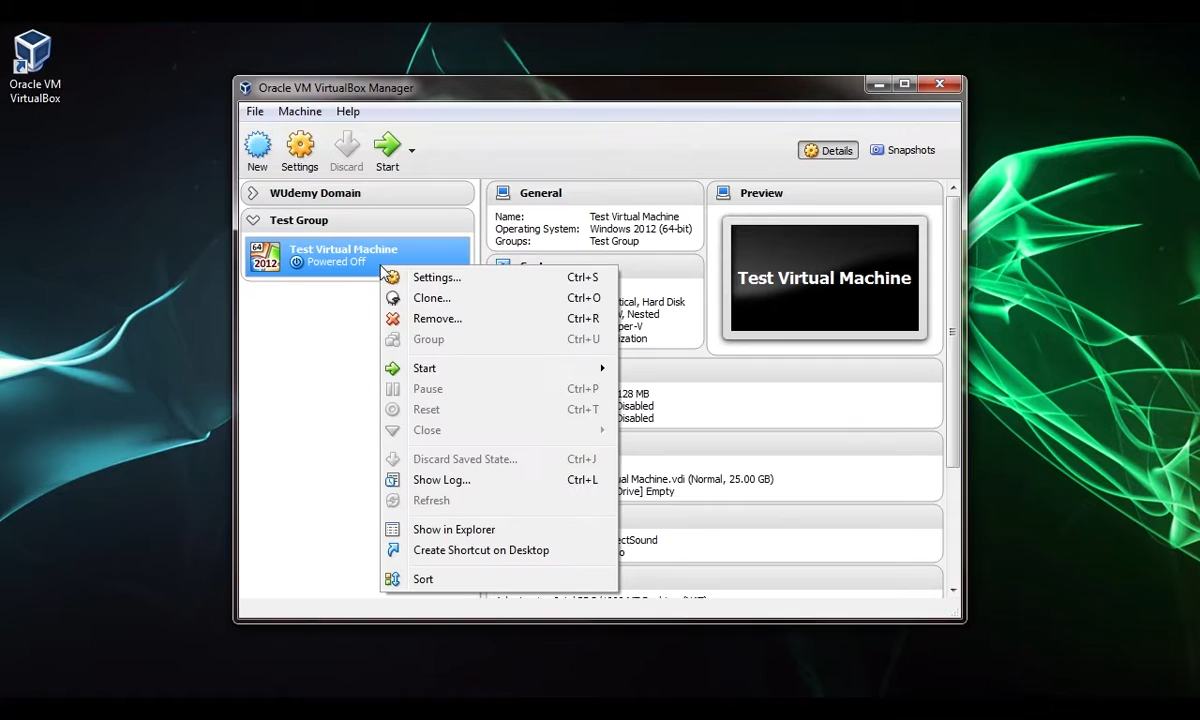 Oracle VM
VirtualBox
Oracle VM VirtualBox Manager
File Machine Help
New Settings Discard Start
Details Snapshots
WUdemy Domain
Test Group
64
2012
Test Virtual Machine
Powered Off
General
Name: Test Virtual Machine
Operating System: Windows 2012 (64-bit)
Groups: Test Group
Preview
Test Virtual Machine
tical, Hard Disk
W, Nested
per-V
ization
128 MB
Disabled
Disabled
ual Machine.vdi (Normal, 25.00 GB)
Drive] Empty
ectSound
Settings... Ctrl+S
Clone... Ctrl+O
Remove... Ctrl+R
Group Ctrl+U
Start
Pause Ctrl+P
Reset Ctrl+T
Close
Discard Saved State... Ctrl+J
Show Log... Ctrl+L
Refresh
Show in Explorer
Create Shortcut on Desktop
Sort